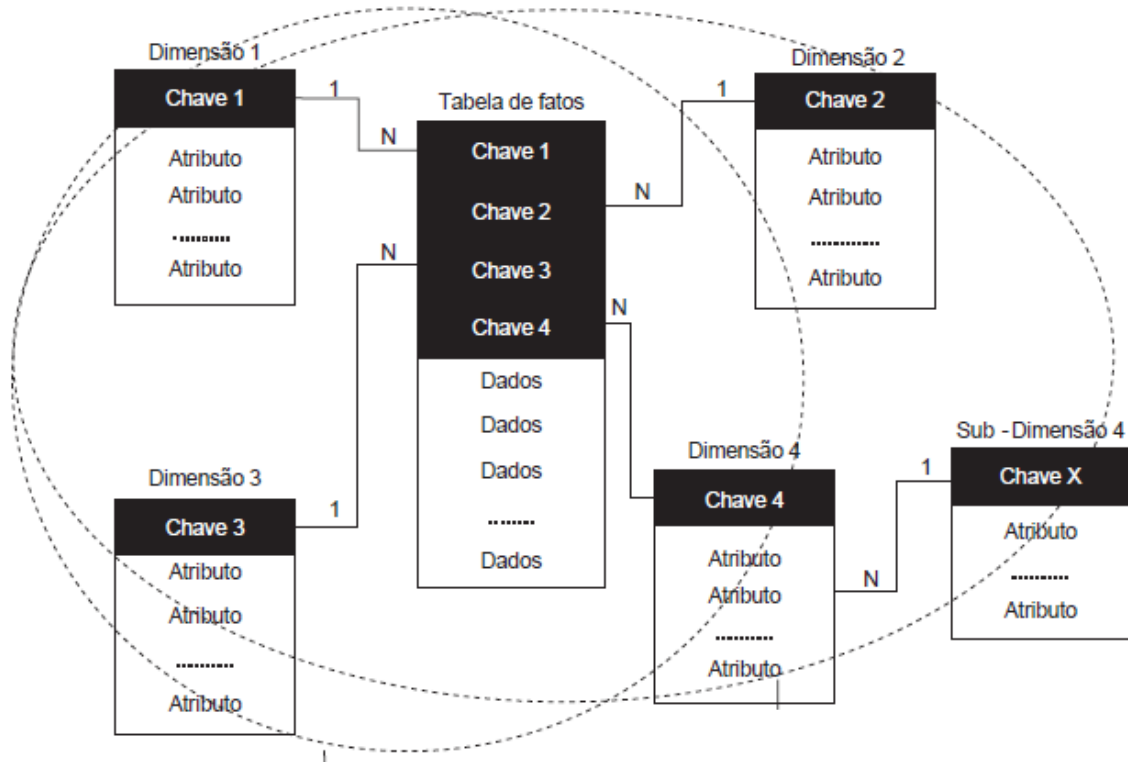 Dimensão 1
Chave 1
Atributo
Atributo
..........
Atributo
1
N
Tabela de fatos
Chave 1
Chave 2
Chave 3
Chave 4
Dados
Dados
Dados
........
Dados
1
N
Dimensão 2
Chave 2
Atributo
Atributo
............
Atributo
N
1
Dimensão 3
Chave 3
Atributo
Atributo
..........
Atributo
N
Dimensão 4
Chave 4
Atributo
Atributo
..........
Atributo
1
N
Sub - Dimensão 4
Chave X
Atributo
..........
Atributo